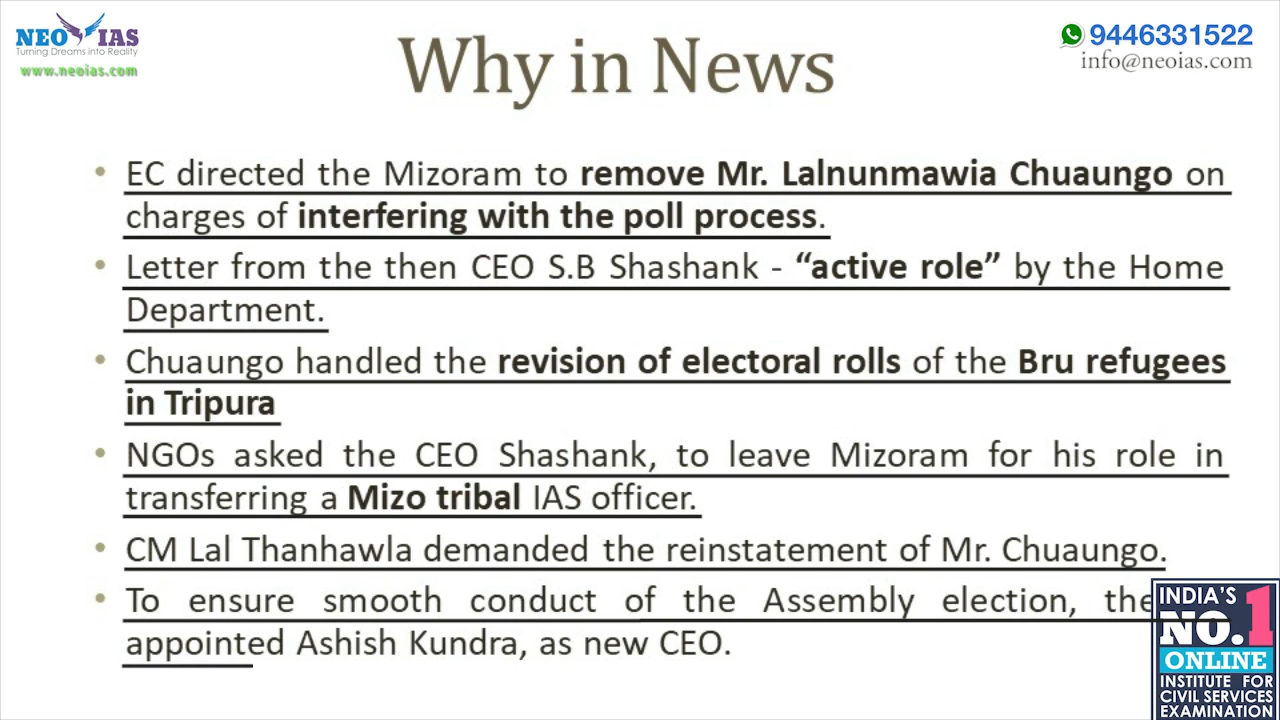 NEO IAS
Turning Dreams into Reality
www.neoias.com
9446331522
info@neoias.com
Why in News
• EC directed the Mizoram to remove Mr. Lalnunmawia Chuaungo on
charges of interfering with the poll process.
• Letter from the then CEO S.B Shashank - “active role” by the Home
Department.
• Chuaungo handled the revision of electoral rolls of the Bru refugees
in Tripura
• NGOs asked the CEO Shashank, to leave Mizoram for his role in
transferring a Mizo tribal IAS officer.
• CM Lal Thanhawla demanded the reinstatement of Mr. Chuaungo.
• To ensure smooth conduct of the Assembly election, the
appointed Ashish Kundra, as new CEO.
INDIA'S
NO.1
ONLINE
INSTITUTE FOR
CIVIL SERVICES
EXAMINATION